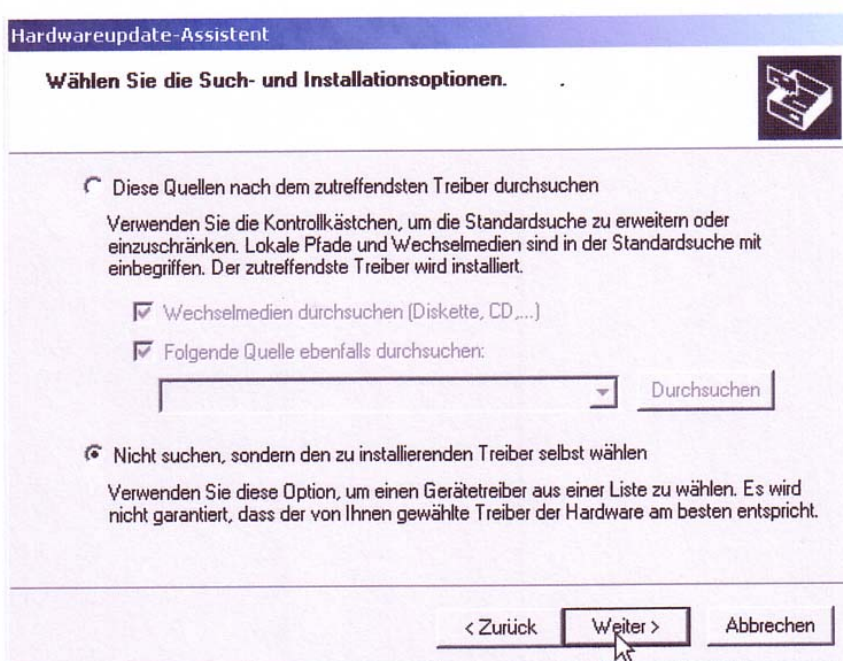 Hardwareupdate-Assistent
Wählen Sie die Such- und Installationsoptionen.
Diese Quellen nach dem zutreffendsten Treiber durchsuchen
Verwenden Sie die Kontrollkästchen, um die Standardsuche zu erweitern oder
einzuschränken. Lokale Pfade und Wechselmedien sind in der Standardsuche mit
einbegriffen. Der zutreffendste Treiber wird installiert.
Wechselmedien durchsuchen (Diskette, CD,...)
Folgende Quelle ebenfalls durchsuchen:
Durchsuchen
Nicht suchen, sondern den zu installierenden Treiber selbst wählen
Verwenden Sie diese Option, um einen Gerätetreiber aus einer Liste zu wählen. Es wird
nicht garantiert, dass der von Ihnen gewählte Treiber der Hardware am besten entspricht.
< Zurück
Weiter >
Abbrechen